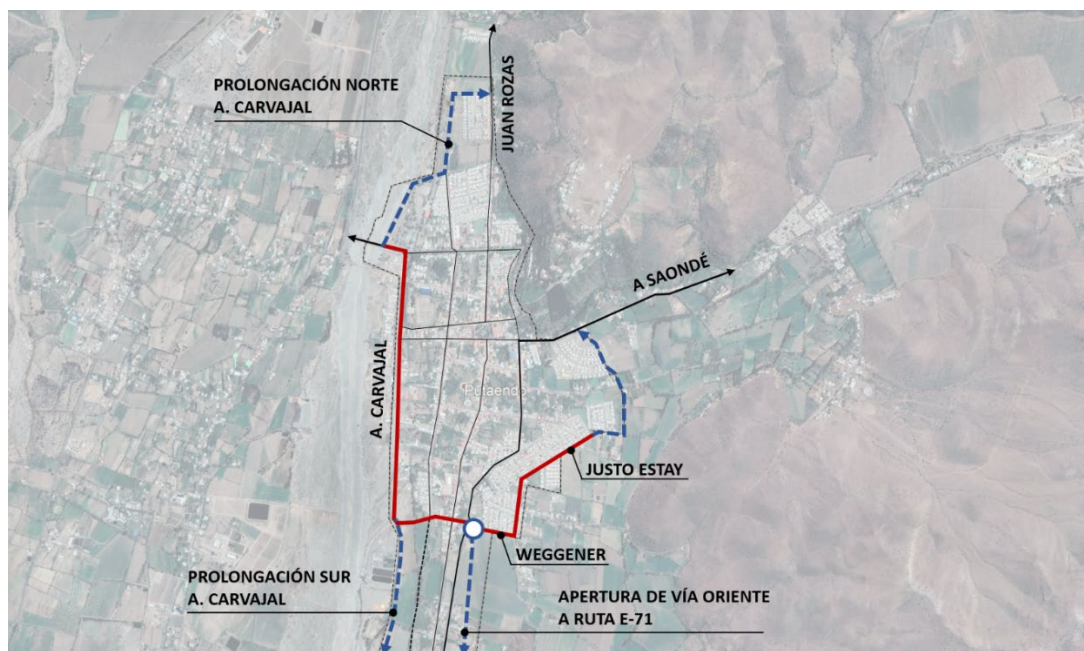 PROLONGACIÓN NORTE
A. CARVAJAL
JUAN ROZAS
A SAONDÉ
A. CARVAJAL
Putaendo
JUSTO ESTAY
WEGGENER
PROLONGACIÓN SUR
A. CARVAJAL
APERTURA DE VÍA ORIENTE
A RUTA E-71